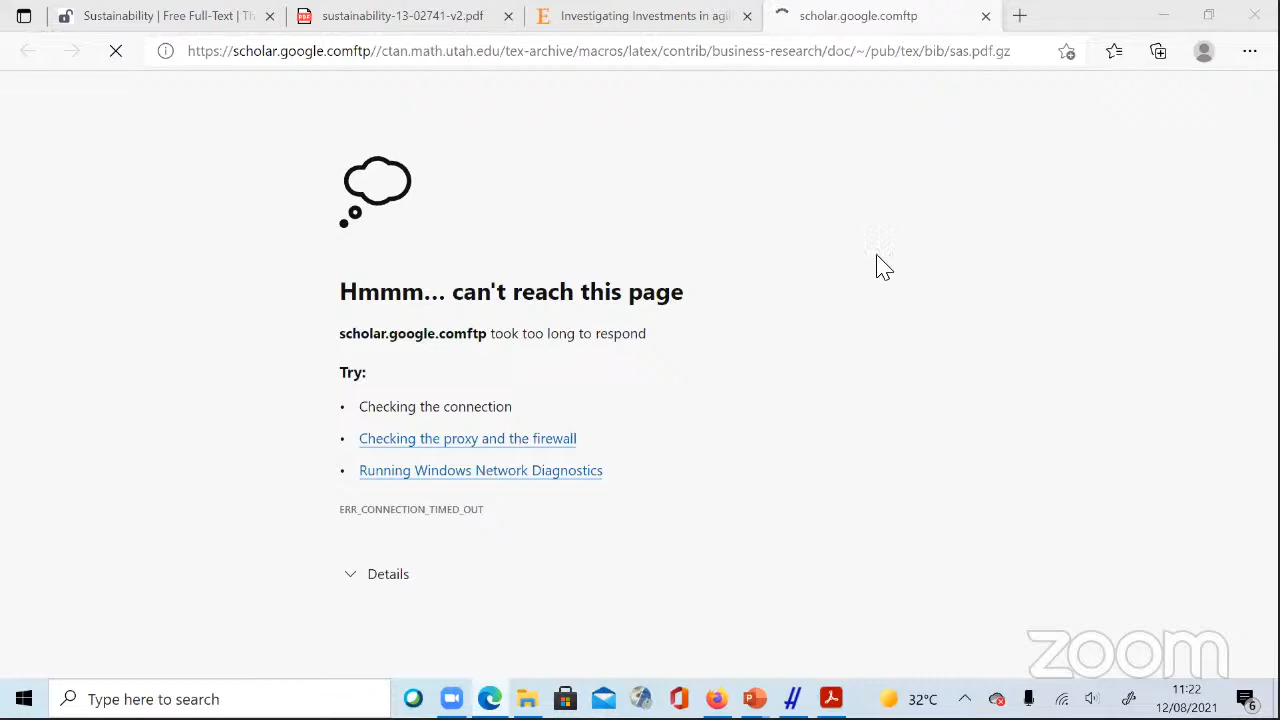 Sustainability | Free Full-Text | Th
sustainability-13-02741-v2.pdf
Investigating Investments in agil
scholar.google.comftp
https://scholar.google.comftp//ctan.math.utah.edu/tex-archive/macros/latex/contrib/business-research/doc/~/pub/tex/bib/sas.pdf.gz
Hmmm... can't reach this page
scholar.google.comftp took too long to respond
Try:
• Checking the connection
• Checking the proxy and the firewall
• Running Windows Network Diagnostics
ERR_CONNECTION_TIMED_OUT
Details
zoom
Type here to search
32°C
11:22
12/08/2021
6